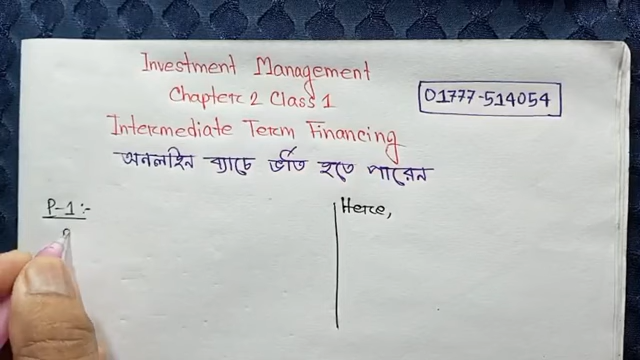 Investment Management
Chapter 2 Class 1
01777-514054
Intermediate Term Financing
অনলাইন ব্যাচে ভর্তি হতে পারেন
P-1:-
Here,